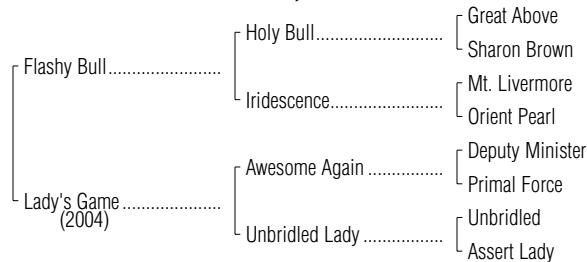 Great Above
Holy Bull
Sharon Brown
Flashy Bull
Mt. Livermore
Iridescence
Orient Pearl
Deputy Minister
Awesome Again
Primal Force
Lady's Game
(2004)
Unbridled
Unbridled Lady
Assert Lady